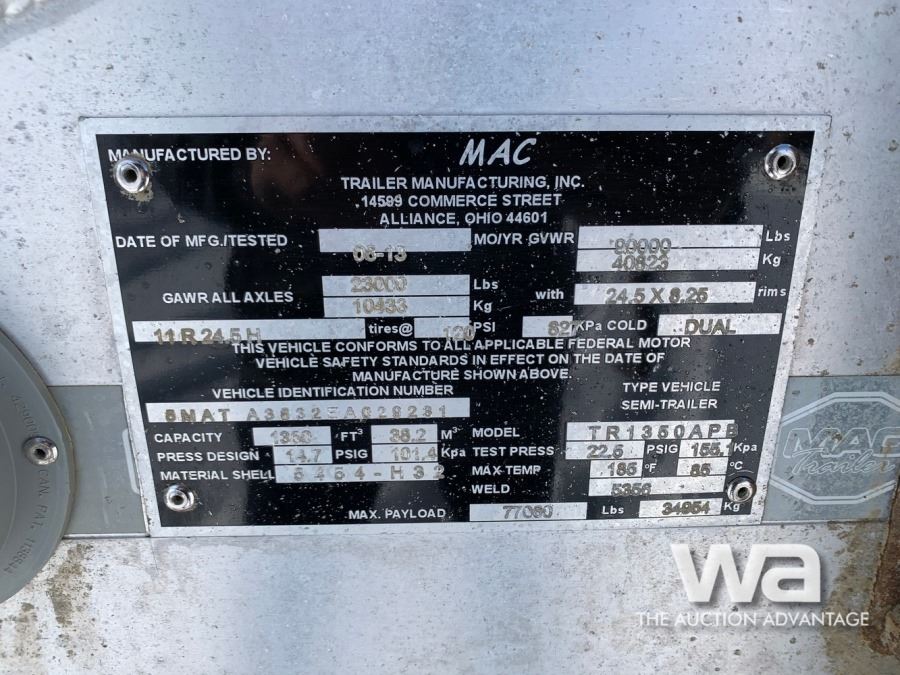 MANUFACTURED BY: MAC
TRAILER MANUFACTURING, INC.
14599 COMMERCE STREET
ALLIANCE, OHIO 44601
DATE OF MFG./TESTED 06-13 MO/YR GVWR 90000 Lbs
40823 Kg
GAWR ALL AXLES 23000 Lbs
10433 Kg with 24.5 X 8.25 rims
11 R 24.5 H tires@ 120 PSI 827 KPa COLD DUAL
THIS VEHICLE CONFORMS TO ALL APPLICABLE FEDERAL MOTOR
VEHICLE SAFETY STANDARDS IN EFFECT ON THE DATE OF
MANUFACTURE SHOWN ABOVE.
VEHICLE IDENTIFICATION NUMBER TYPE VEHICLE
SEMI-TRAILER
CAPACITY 1350 FT³ 38.2 M³ MODEL TR1350APB
PRESS DESIGN 14.7 PSIG 101.4 Kpa TEST PRESS 22.5 PSIG 155.1 Kpa
MATERIAL SHELL 5454-H32 MAX TEMP 185 °F 85 °C
WELD 5356
MAX. PAYLOAD 77060 Lbs 34954 Kg
MAC
Trailer
CAN. PAT.
wa
THE AUCTION ADVANTAGE